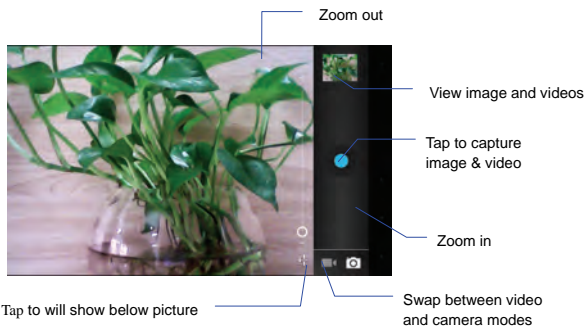 Zoom out
View image and videos
Tap to capture
image & video
Zoom in
Tap to will show below picture
Swap between video
and camera modes